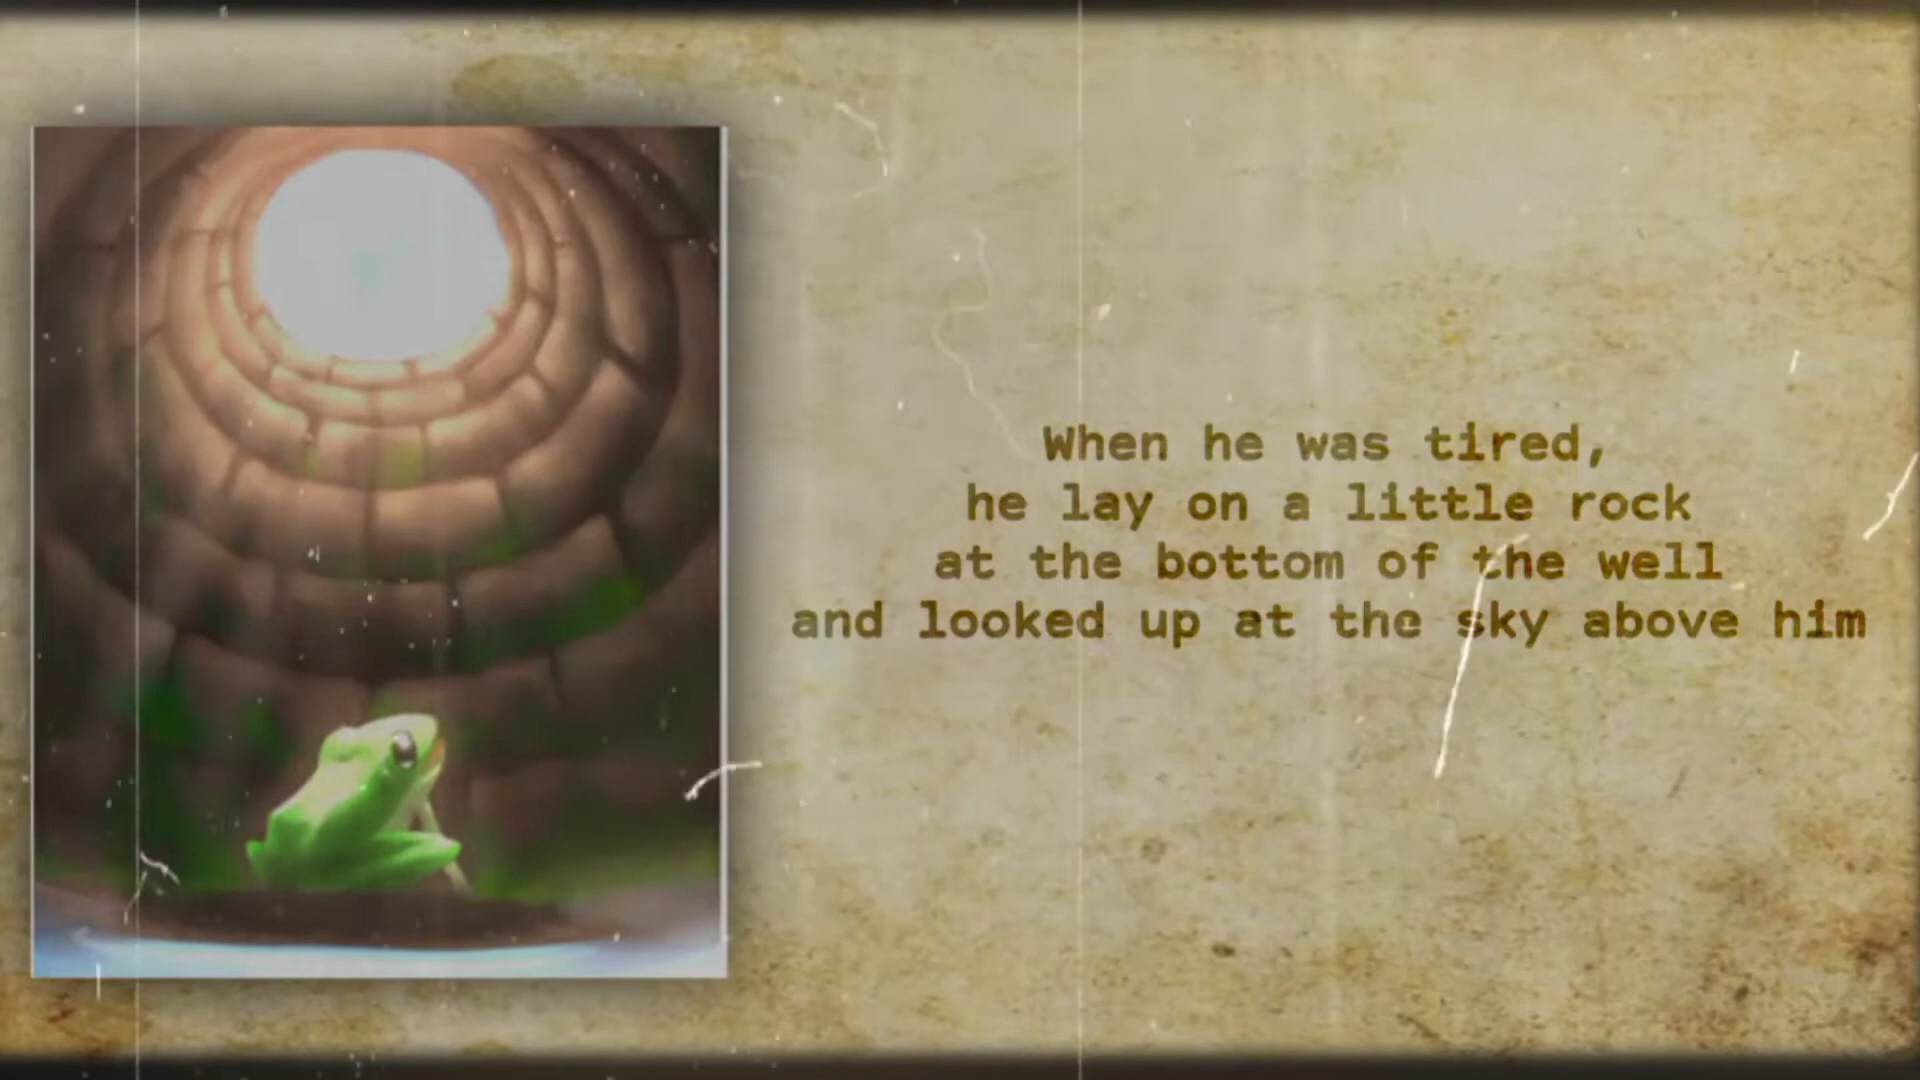 When he was tired,
he lay on a little rock
at the bottom of the well
and looked up at the sky above him